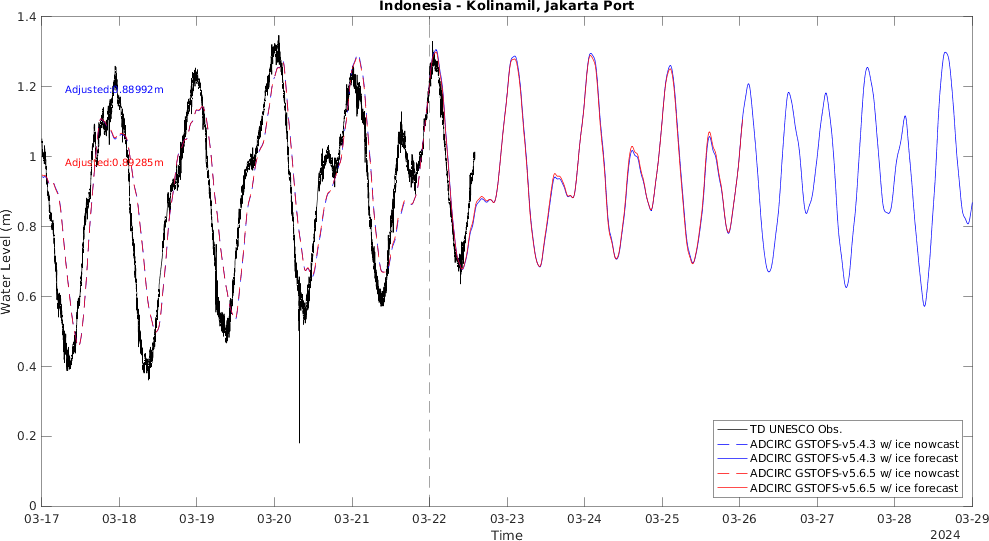 Indonesia - Kolinamil, Jakarta Port
1.4
1.2
1
0.8
0.6
0.4
0.2
0
Water Level (m)
Adjusted:0.88992m
Adjusted:0.89285m
TD UNESCO Obs.
ADCIRC GSTOFS-v5.4.3 w/ ice nowcast
ADCIRC GSTOFS-v5.4.3 w/ ice forecast
ADCIRC GSTOFS-v5.6.5 w/ ice nowcast
ADCIRC GSTOFS-v5.6.5 w/ ice forecast
03-17 03-18 03-19 03-20 03-21 03-22 03-23 03-24 03-25 03-26 03-27 03-28 03-29
Time
2024